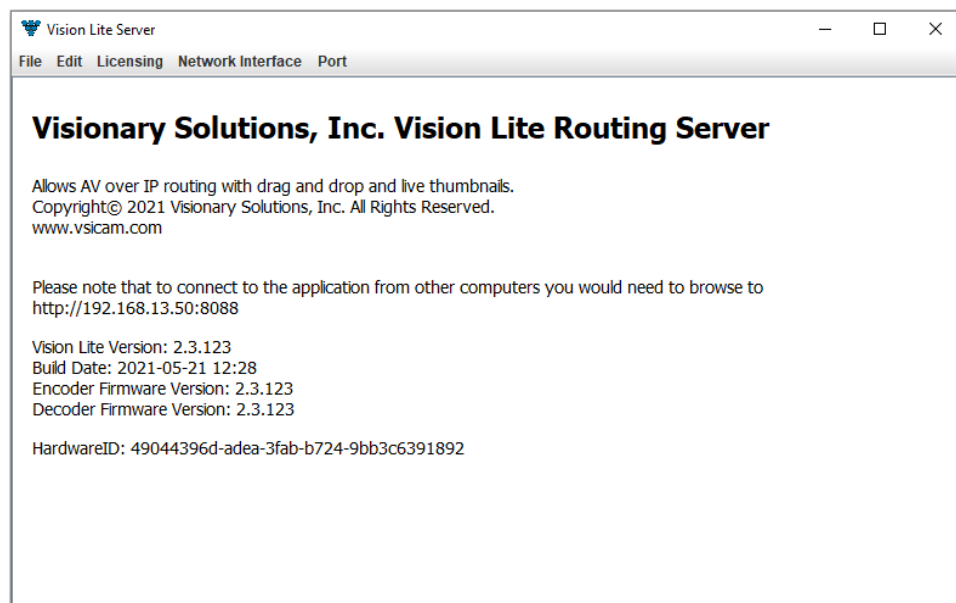 Vision Lite Server
File Edit Licensing Network Interface Port
Visionary Solutions, Inc. Vision Lite Routing Server
Allows AV over IP routing with drag and drop and live thumbnails.
Copyright© 2021 Visionary Solutions, Inc. All Rights Reserved.
www.vsicam.com
Please note that to connect to the application from other computers you would need to browse to
http://192.168.13.50:8088
Vision Lite Version: 2.3.123
Build Date: 2021-05-21 12:28
Encoder Firmware Version: 2.3.123
Decoder Firmware Version: 2.3.123
HardwareID: 49044396d-adea-3fab-b724-9bb3c6391892